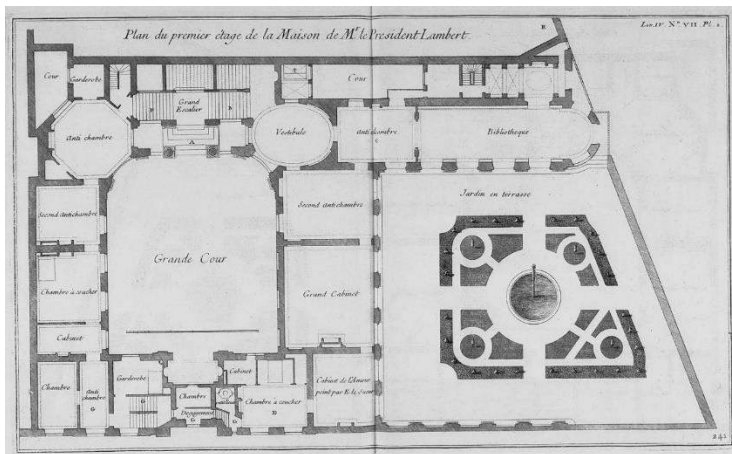 Plan du premier étage de la Maison de Mr. le President Lambert.
Liv. IV. No. VII. Pl. 2
R
Cour
Garderobe
Grand
Escalier
Cour
Anti chambre
A
Vestibule
Anti chambre
C
Bibliotheque
Second Antichambre
Second Antichambre
Jardin en terrasse
Grande Cour
Chambre à coucher
Grand Cabinet
Cabinet
Chambre
Anti
chambre
G
Garderobe
G
Chambre
Degagement
G
Cabinet
G
Chambre à coucher
Cabinet de l'Amour
peint par E. le Sueur
241